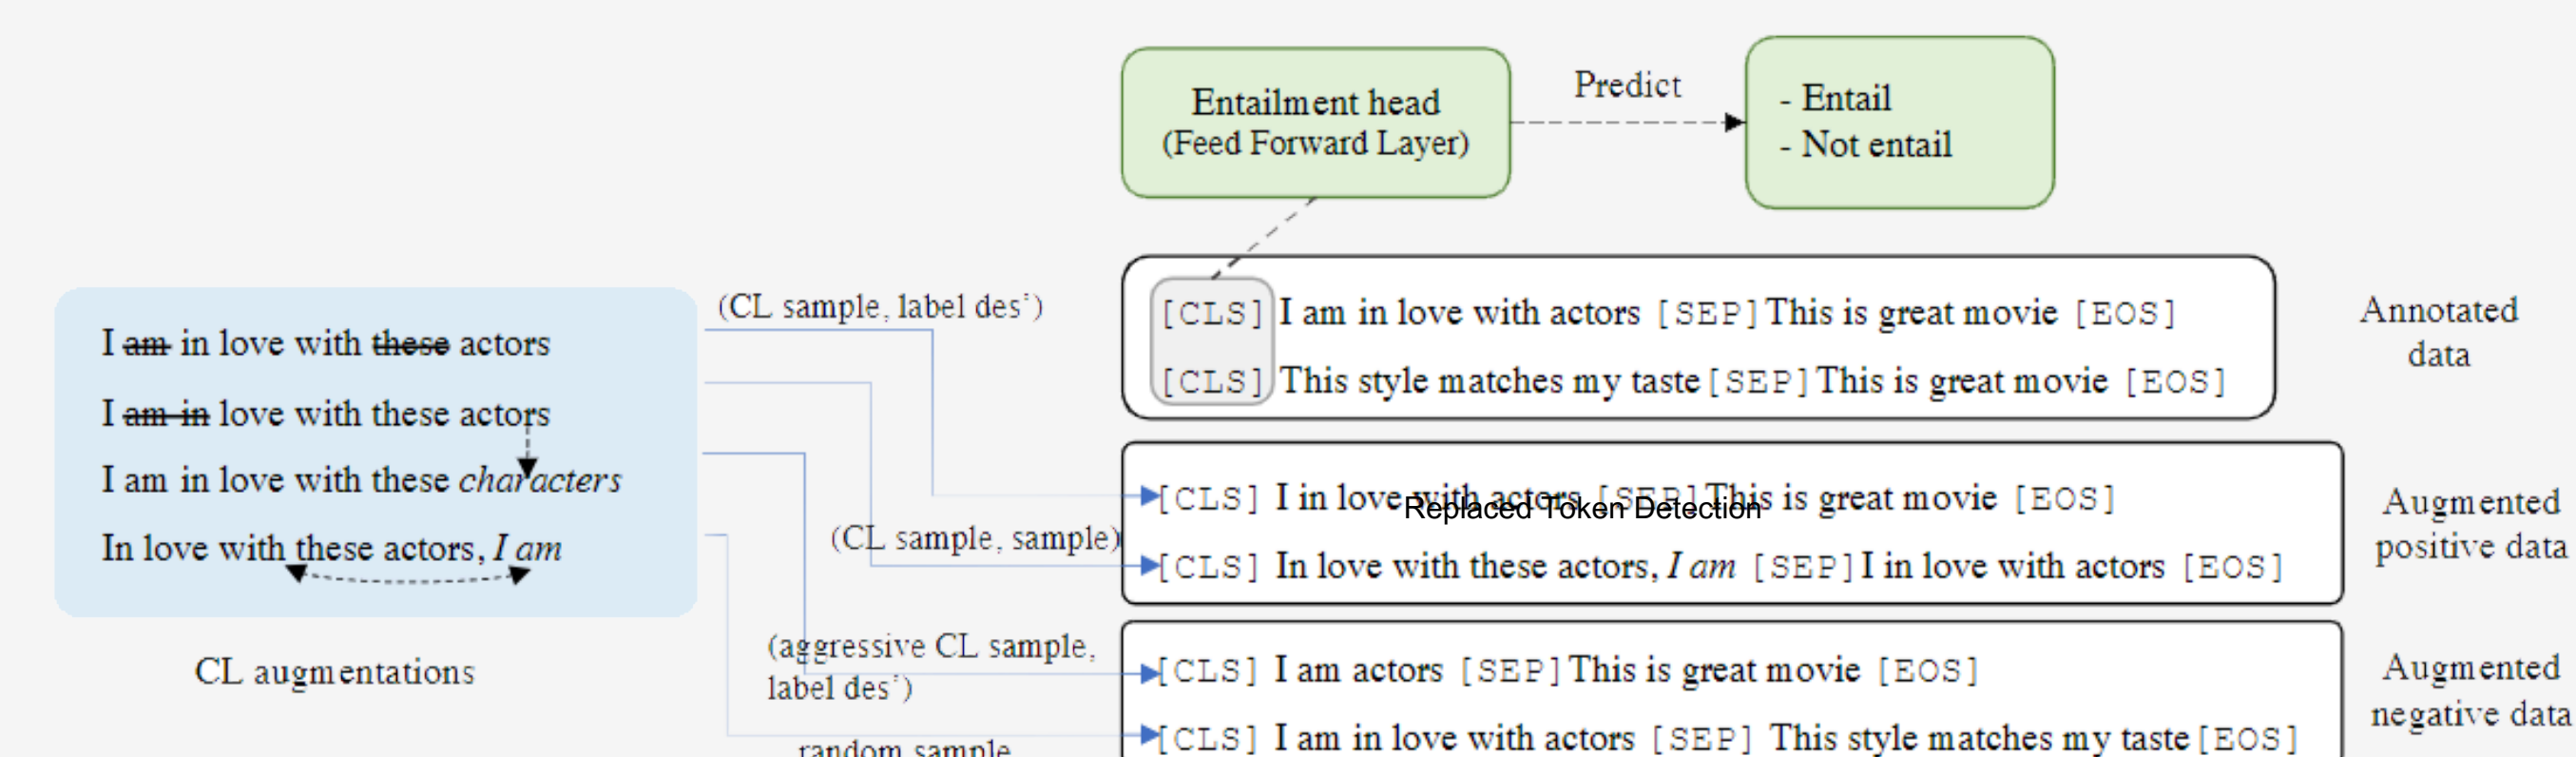 Entailment head
(Feed Forward Layer)
Predict
- Entail
- Not entail
I am in love with these actors
I am in love with these actors
I am in love with these characters
In love with these actors, I am
CL augmentations
(CL sample, label des')
(CL sample, sample)
(aggressive CL sample,
label des')
random sample
[CLS] I am in love with actors [SEP] This is great movie [EOS]
[CLS] This style matches my taste [SEP] This is great movie [EOS]
Annotated
data
[CLS] I in love with actors [SEP] This is great movie [EOS]
Replaced Token Detection
[CLS] In love with these actors, I am [SEP] I in love with actors [EOS]
Augmented
positive data
[CLS] I am actors [SEP] This is great movie [EOS]
[CLS] I am in love with actors [SEP] This style matches my taste [EOS]
Augmented
negative data